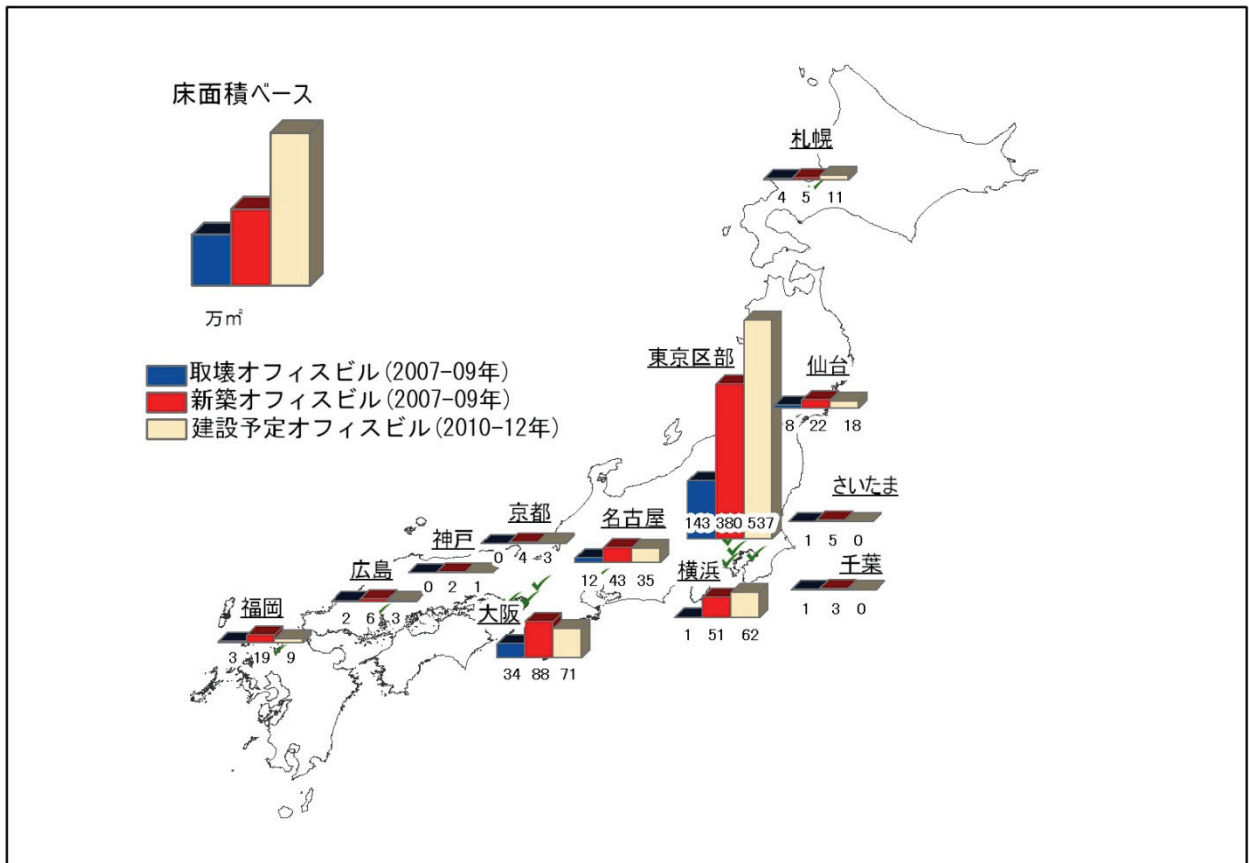 床面積ベース
万㎡
取壊オフィスビル(2007-09年)
新築オフィスビル(2007-09年)
建設予定オフィスビル(2010-12年)
札幌
4 5 11
東京区部
143 380 537
仙台
8 22 18
さいたま
1 5 0
千葉
1 3 0
横浜
1 51 62
名古屋
12 43 35
京都
0 4 3
神戸
0 2 1
大阪
34 88 71
広島
2 6 3
福岡
3 19 9